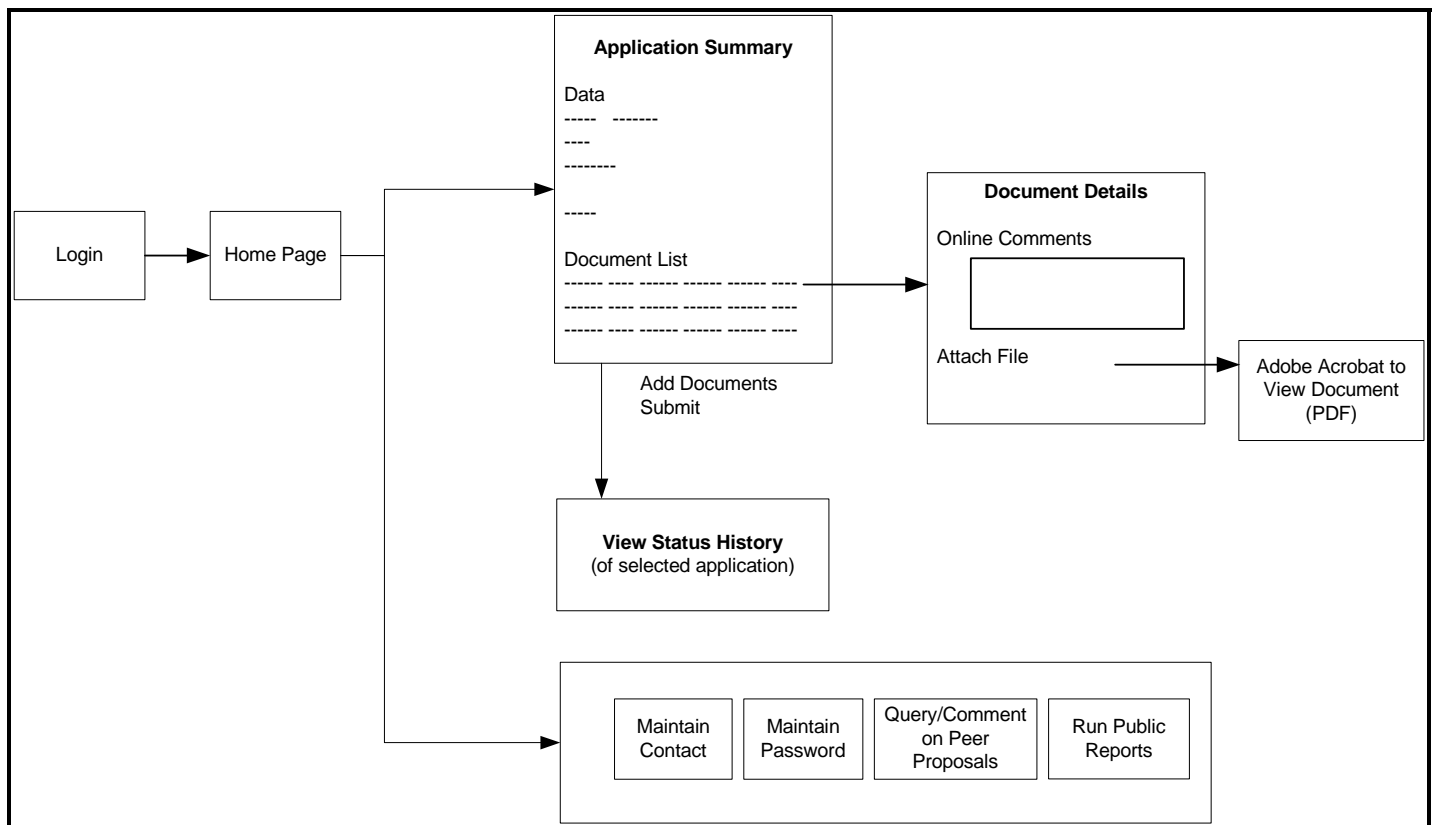 Login
Home Page
Application Summary
Data
----- -------
----
--------
-----
Document List
------ ---- ------ ------ ------ ----
------ ---- ------ ------ ------ ----
------ ---- ------ ------ ------ ----
Add Documents
Submit
Document Details
Online Comments
Attach File
Adobe Acrobat to
View Document
(PDF)
View Status History
(of selected application)
Maintain
Contact
Maintain
Password
Query/Comment
on Peer
Proposals
Run Public
Reports